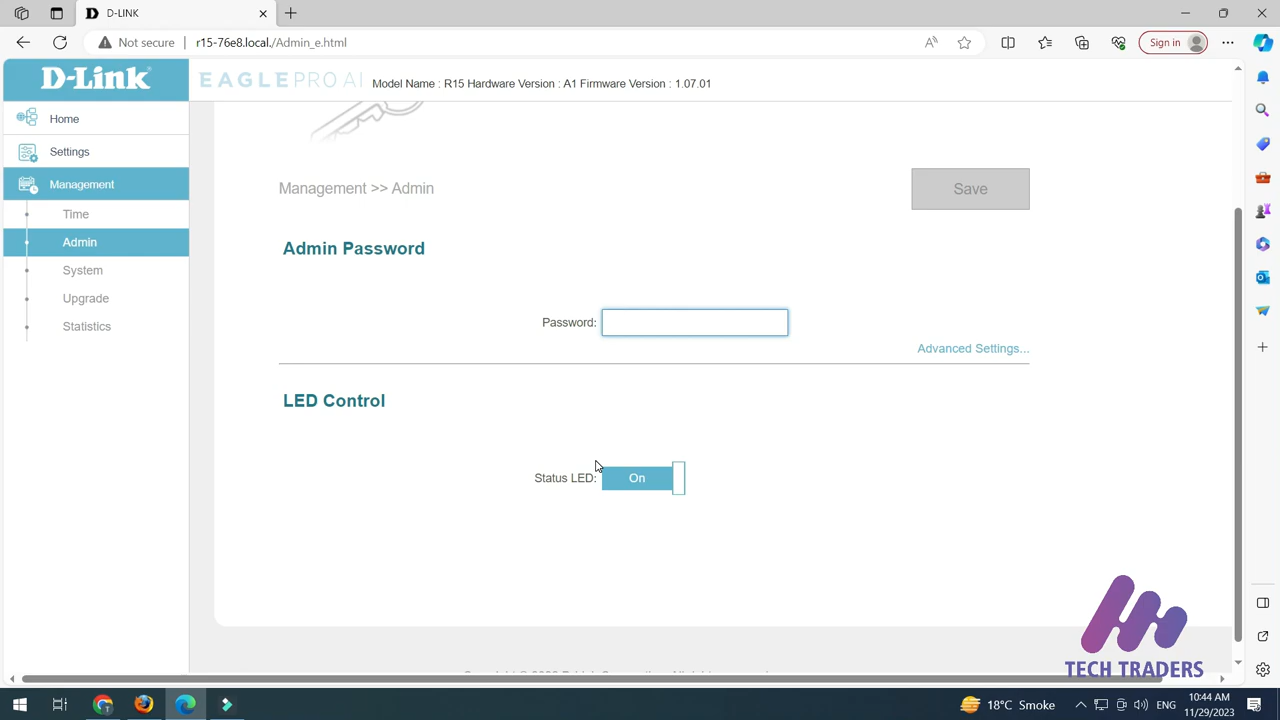 D-LINK
Not secure
r15-76e8.local./Admin_e.html
Sign in
D-Link
EAGLE PRO AI
Model Name : R15 Hardware Version : A1 Firmware Version : 1.07.01
Home
Settings
Management
Time
Admin
System
Upgrade
Statistics
Management >> Admin
Save
Admin Password
Password:
Advanced Settings...
LED Control
Status LED:
On
TECH TRADERS
18°C Smoke
ENG
10:44 AM
11/29/2023